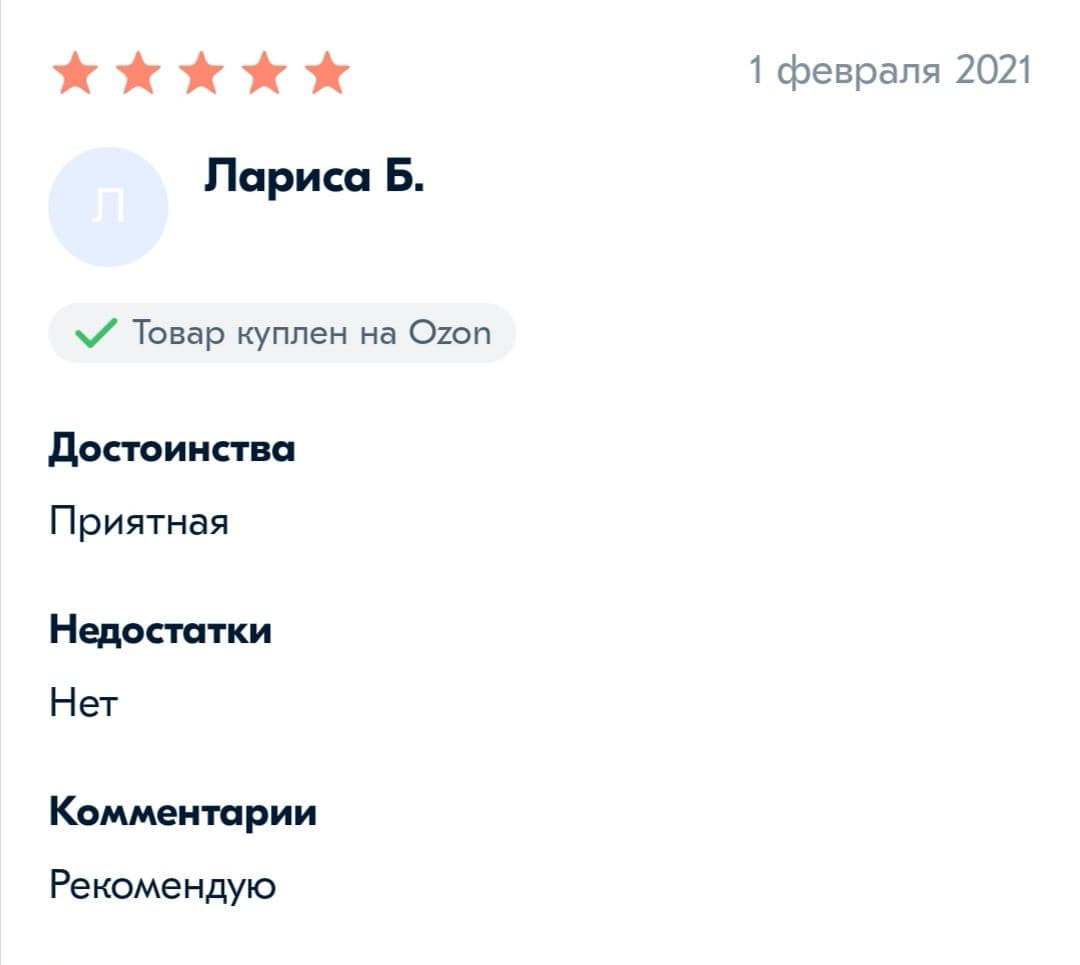 1 февраля 2021
Л
Лариса Б.
Товар куплен на Ozon
Достоинства
Приятная
Недостатки
Нет
Комментарии
Рекомендую